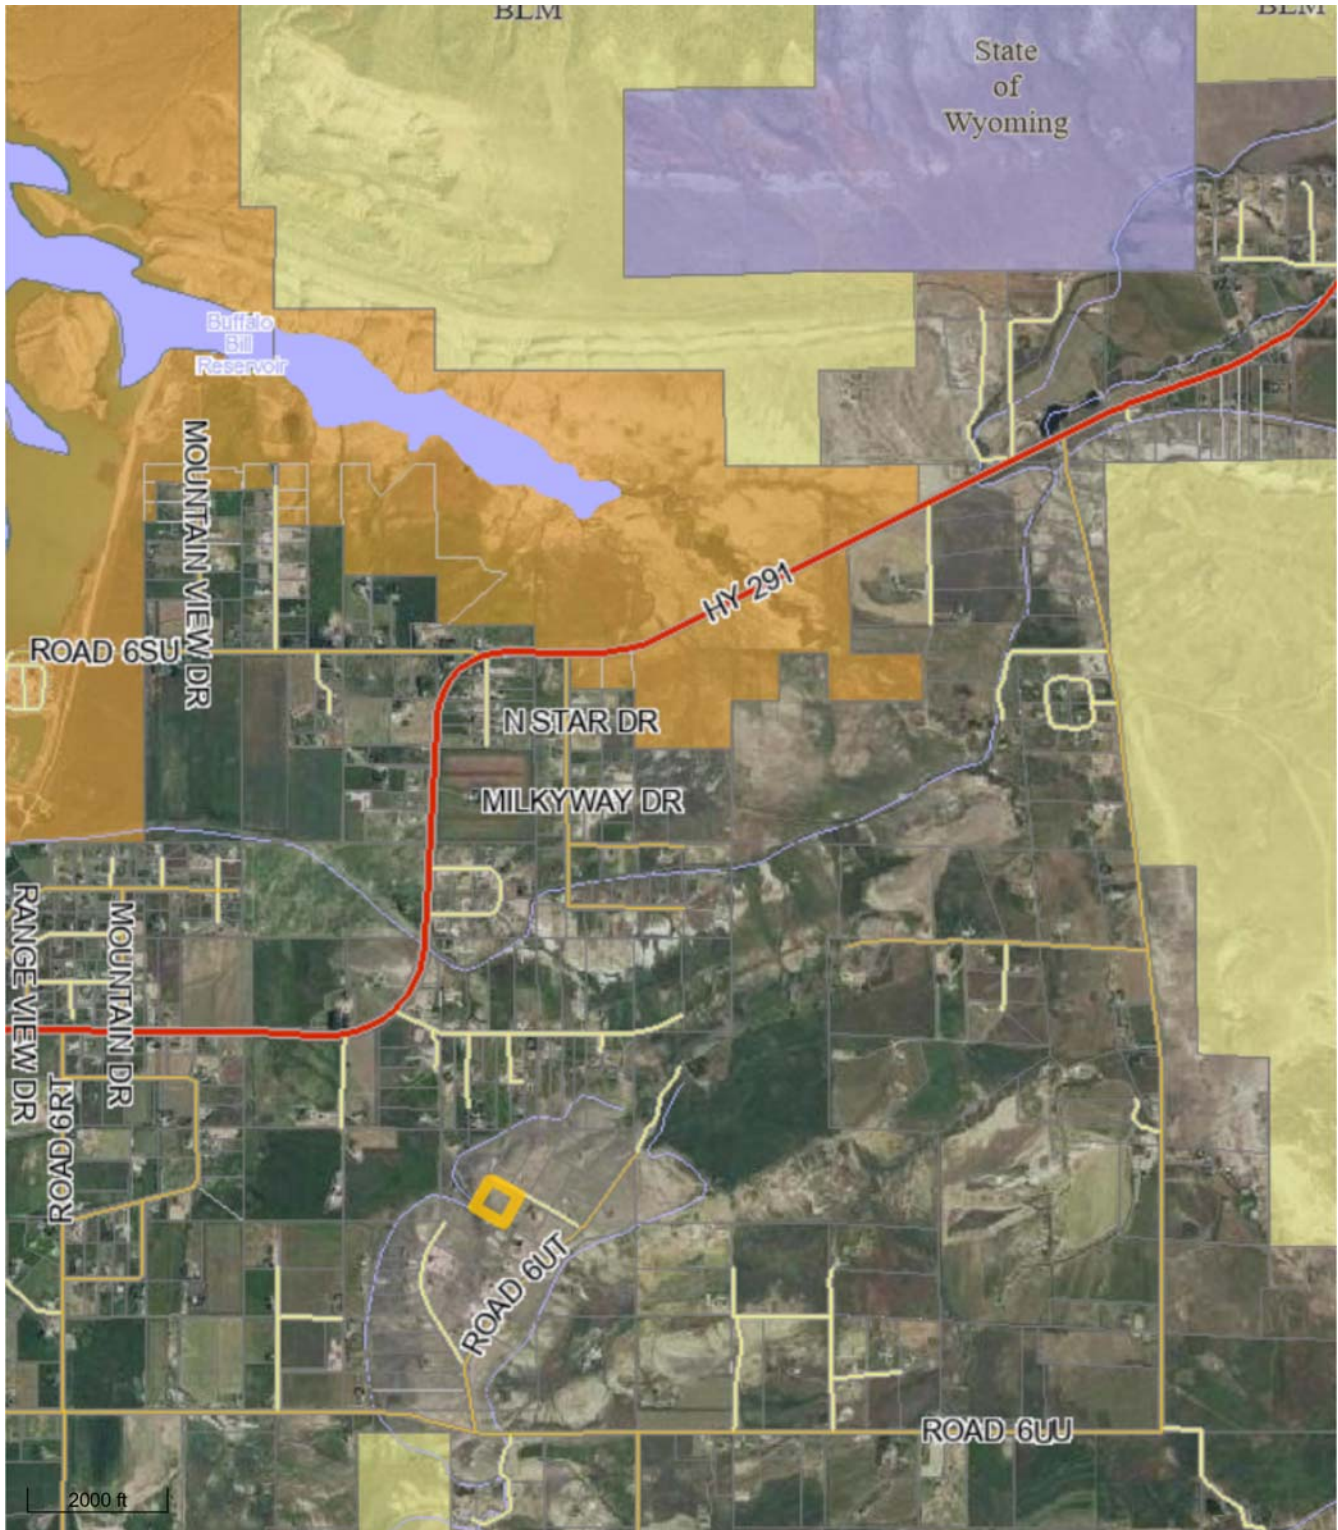 BLM
BLM
State
of
Wyoming
Buffalo
Bill
Reservoir
MOUNTAIN VIEW DR
HY 291
ROAD 6SU
N STAR DR
MILKYWAY DR
RANGE VIEW DR
MOUNTAIN DR
ROAD 6RT
ROAD 6UT
ROAD 6UU
2000 ft